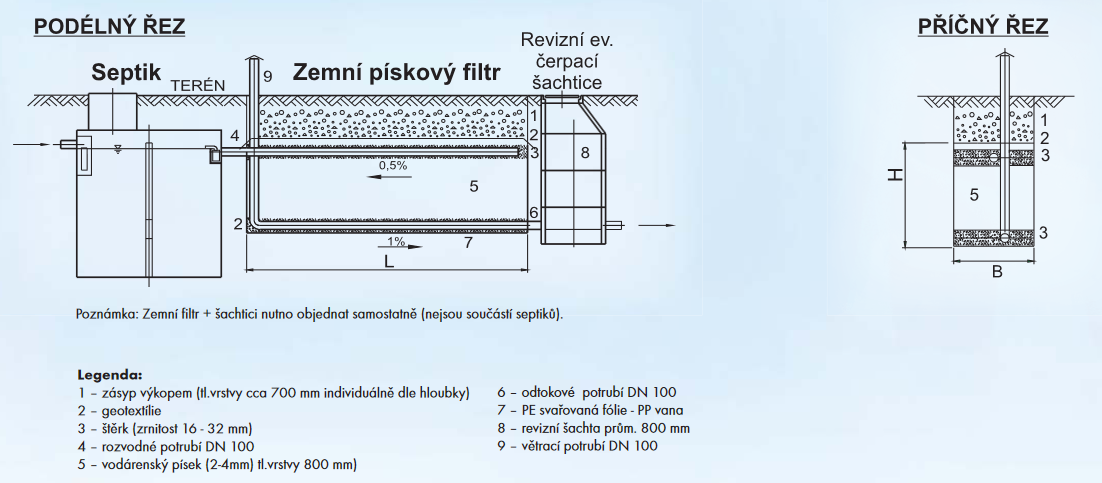 PODÉLNÝ ŘEZ
PŘÍČNÝ ŘEZ
Revizní ev.
čerpací
šachtice
Septik
TERÉN
9
Zemní pískový filtr
1
2
3
4
8
0,5%
5
6
2
1%
7
L
1
2
3
H
5
3
B
Poznámka: Zemní filtr + šachtici nutno objednat samostatně (nejsou součástí septiků).
Legenda:
1 – zásyp výkopem (tl.vrstvy cca 700 mm individuálně dle hloubky)
2 – geotextílie
3 – štěrk (zrnitost 16 - 32 mm)
4 – rozvodné potrubí DN 100
5 – vodárenský písek (2-4mm) tl.vrstvy 800 mm)
6 – odtokové potrubí DN 100
7 – PE svařovaná fólie - PP vana
8 – revizní šachta prům. 800 mm
9 – větrací potrubí DN 100